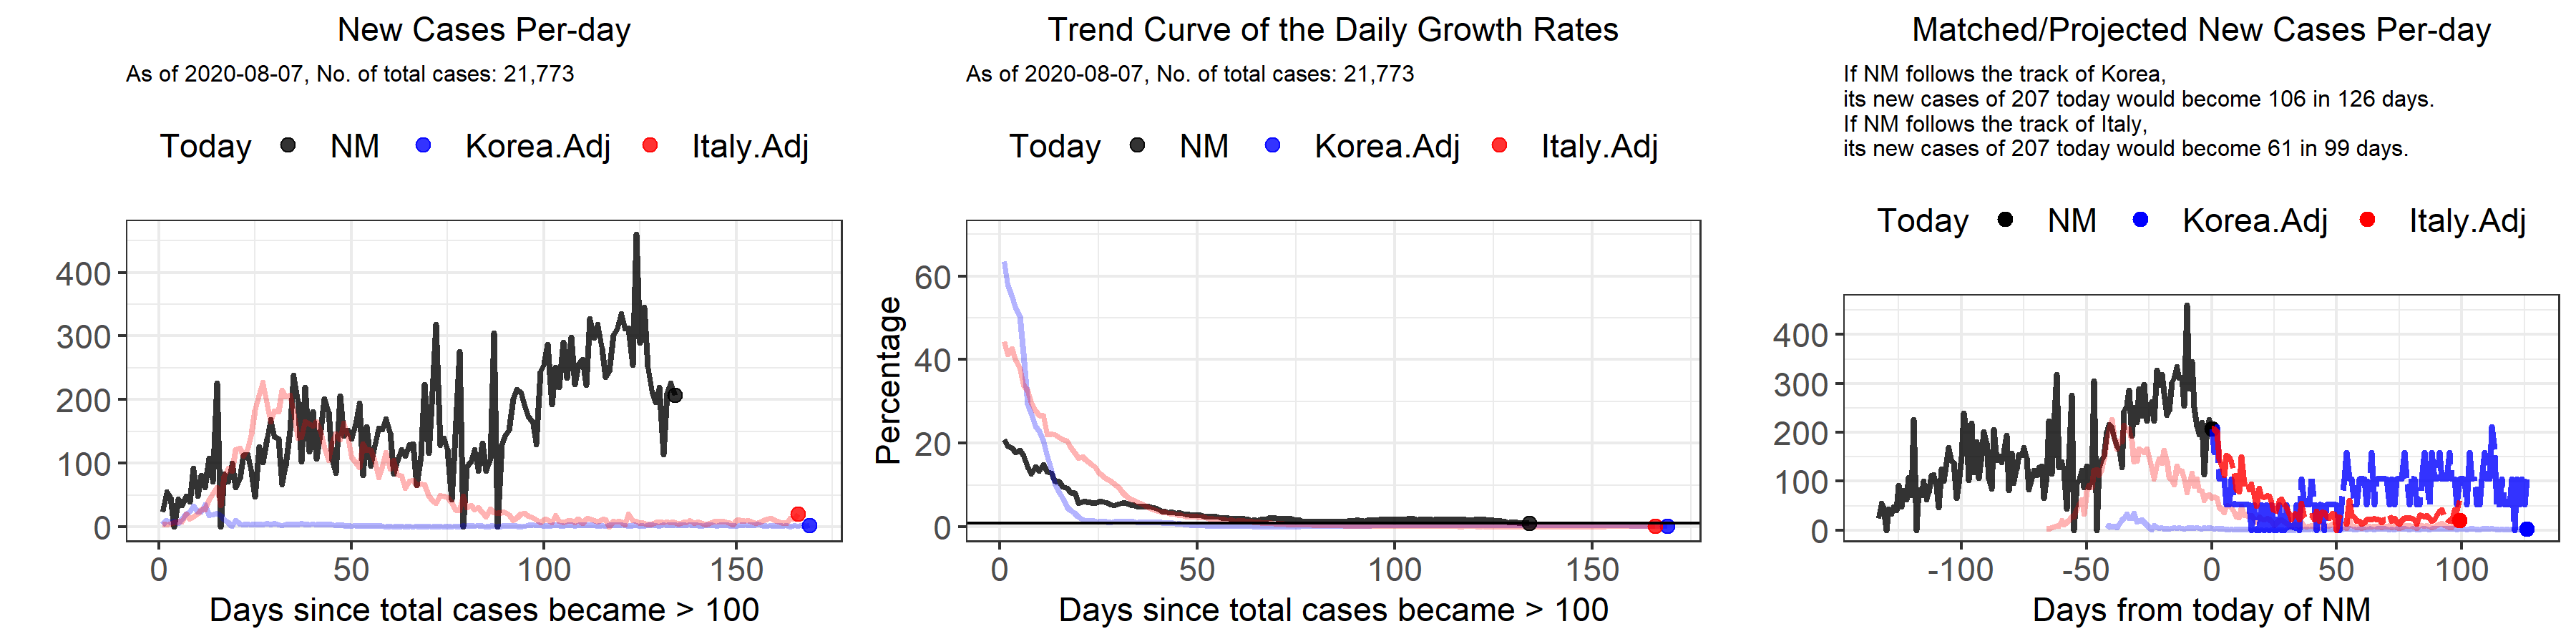 New Cases Per-day
As of 2020-08-07, No. of total cases: 21,773
Today NM Korea.Adj Italy.Adj
400
300
200
100
0
0 50 100 150
Days since total cases became > 100
Trend Curve of the Daily Growth Rates
As of 2020-08-07, No. of total cases: 21,773
Today NM Korea.Adj Italy.Adj
Percentage
60
40
20
0
0 50 100 150
Days since total cases became > 100
Matched/Projected New Cases Per-day
If NM follows the track of Korea,
its new cases of 207 today would become 106 in 126 days.
If NM follows the track of Italy,
its new cases of 207 today would become 61 in 99 days.
Today NM Korea.Adj Italy.Adj
400
300
200
100
0
-100 -50 0 50 100
Days from today of NM